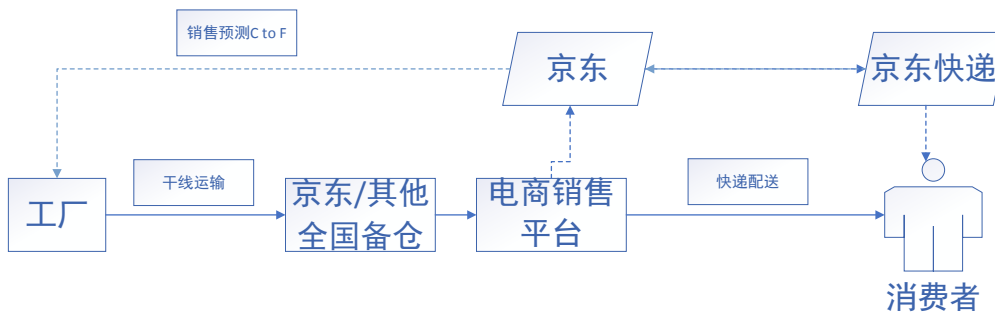 销售预测C to F
京东
京东快递
干线运输
快递配送
工厂
京东/其他
全国备仓
电商销售
平台
消费者